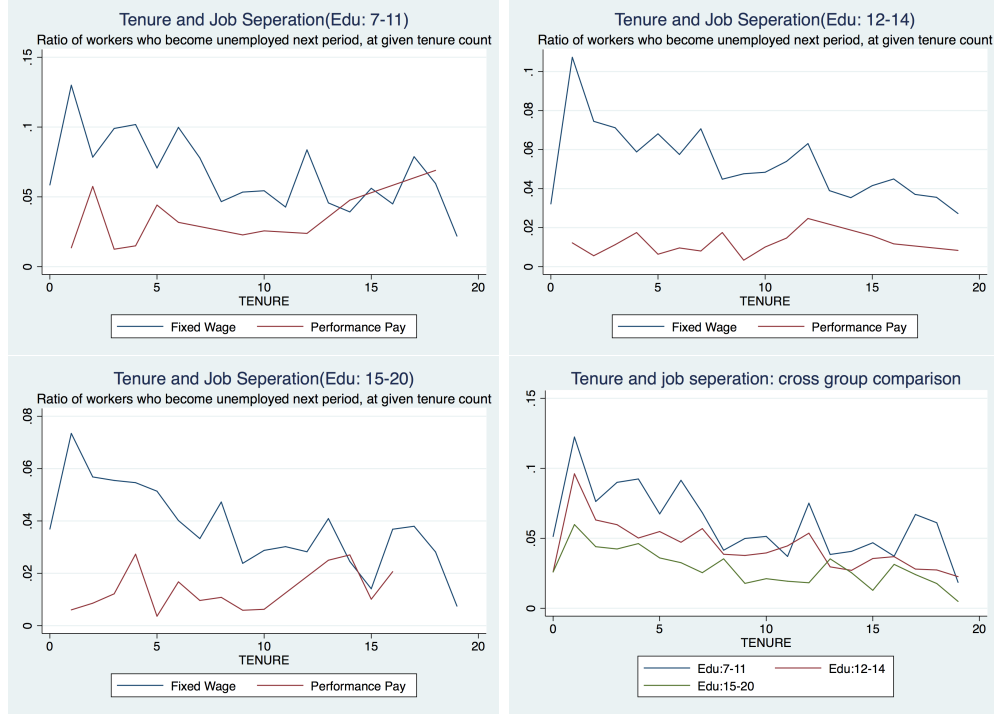 Tenure and Job Seperation(Edu: 7-11)
Ratio of workers who become unemployed next period, at given tenure count
.15
.1
.05
0
0 5 10 15 20
TENURE
Fixed Wage Performance Pay
Tenure and Job Seperation(Edu: 12-14)
Ratio of workers who become unemployed next period, at given tenure count
.1
.08
.06
.04
.02
0
0 5 10 15 20
TENURE
Fixed Wage Performance Pay
Tenure and Job Seperation(Edu: 15-20)
Ratio of workers who become unemployed next period, at given tenure count
.08
.06
.04
.02
0
0 5 10 15 20
TENURE
Fixed Wage Performance Pay
Tenure and job seperation: cross group comparison
.15
.1
.05
0
0 5 10 15 20
TENURE
Edu:7-11 Edu:12-14
Edu:15-20